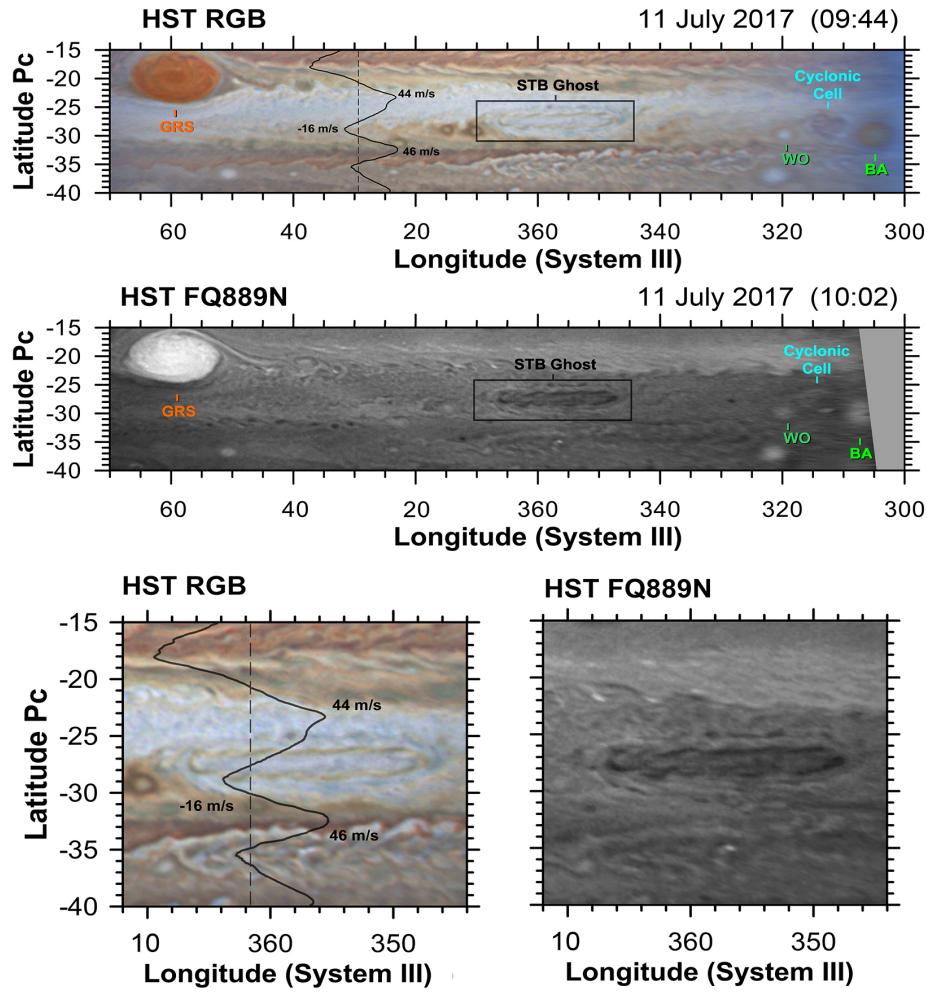 HST RGB 11 July 2017 (09:44)
Latitude Pc
-15
-20
-25
-30
-35
-40
44 m/s
-16 m/s
46 m/s
STB Ghost
Cyclonic
Cell
GRS
WO
BA
60 40 20 360 340 320 300
Longitude (System III)
HST FQ889N 11 July 2017 (10:02)
Latitude Pc
-15
-20
-25
-30
-35
-40
STB Ghost
Cyclonic
Cell
GRS
WO
BA
60 40 20 360 340 320 300
Longitude (System III)
HST RGB
Latitude Pc
-15
-20
-25
-30
-35
-40
44 m/s
-16 m/s
46 m/s
10 360 350
Longitude (System III)
HST FQ889N
10 360 350
Longitude (System III)